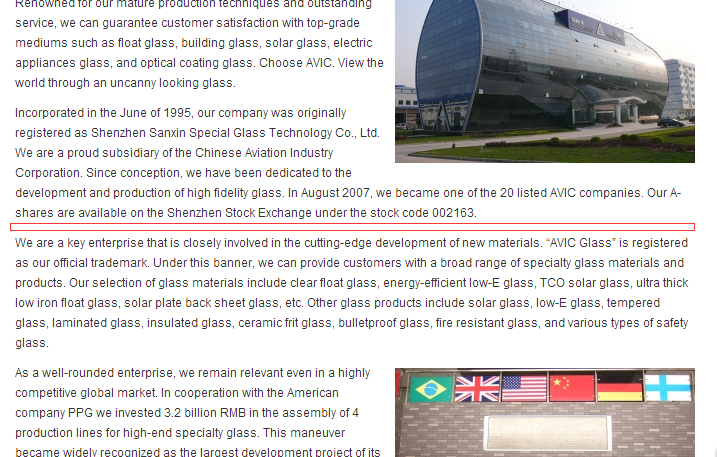 Renowned for our mature production techniques and outstanding
service, we can guarantee customer satisfaction with top-grade
mediums such as float glass, building glass, solar glass, electric
appliances glass, and optical coating glass. Choose AVIC. View the
world through an uncanny looking glass.
Incorporated in the June of 1995, our company was originally
registered as Shenzhen Sanxin Special Glass Technology Co., Ltd.
We are a proud subsidiary of the Chinese Aviation Industry
Corporation. Since conception, we have been dedicated to the
development and production of high fidelity glass. In August 2007, we became one of the 20 listed AVIC companies. Our A-
shares are available on the Shenzhen Stock Exchange under the stock code 002163.
We are a key enterprise that is closely involved in the cutting-edge development of new materials. “AVIC Glass” is registered
as our official trademark. Under this banner, we can provide customers with a broad range of specialty glass materials and
products. Our selection of glass materials include clear float glass, energy-efficient low-E glass, TCO solar glass, ultra thick
low iron float glass, solar plate back sheet glass, etc. Other glass products include solar glass, low-E glass, tempered
glass, laminated glass, insulated glass, ceramic frit glass, bulletproof glass, fire resistant glass, and various types of safety
glass.
As a well-rounded enterprise, we remain relevant even in a highly
competitive global market. In cooperation with the American
company PPG we invested 3.2 billion RMB in the assembly of 4
production lines for high-end specialty glass. This maneuver
became widely recognized as the largest development project of its